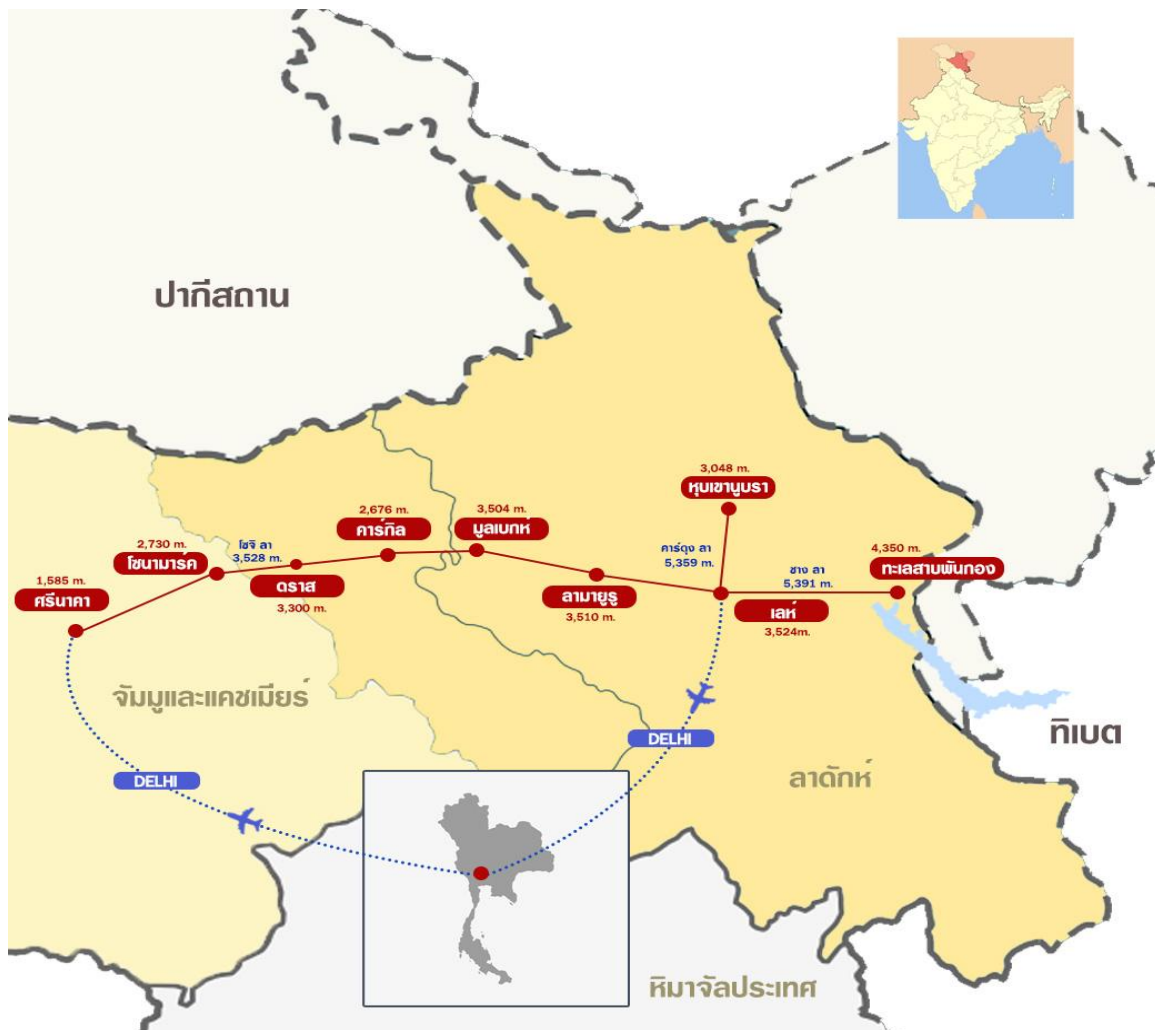 ปากีสถาน
3,048 m.
หุบเขานูบรา
2,676 m.
คาร์กิล
3,504 m.
มูลเบกห์
2,730 m.
โซนามาร์ค
โซจิ ลา
3,528 m.
คาร์ดุง ลา
5,359 m.
4,350 m.
ทะเลสาบพันกอง
ชาง ลา
5,391 m.
1,585 m.
ศรีนาคา
ดราส
3,300 m.
ลามายูรู
3,510 m.
เลห์
3,524m.
จัมมูและแคชเมียร์
ทิเบต
DELHI
DELHI
ลาดักห์
หิมาจัลประเทศ